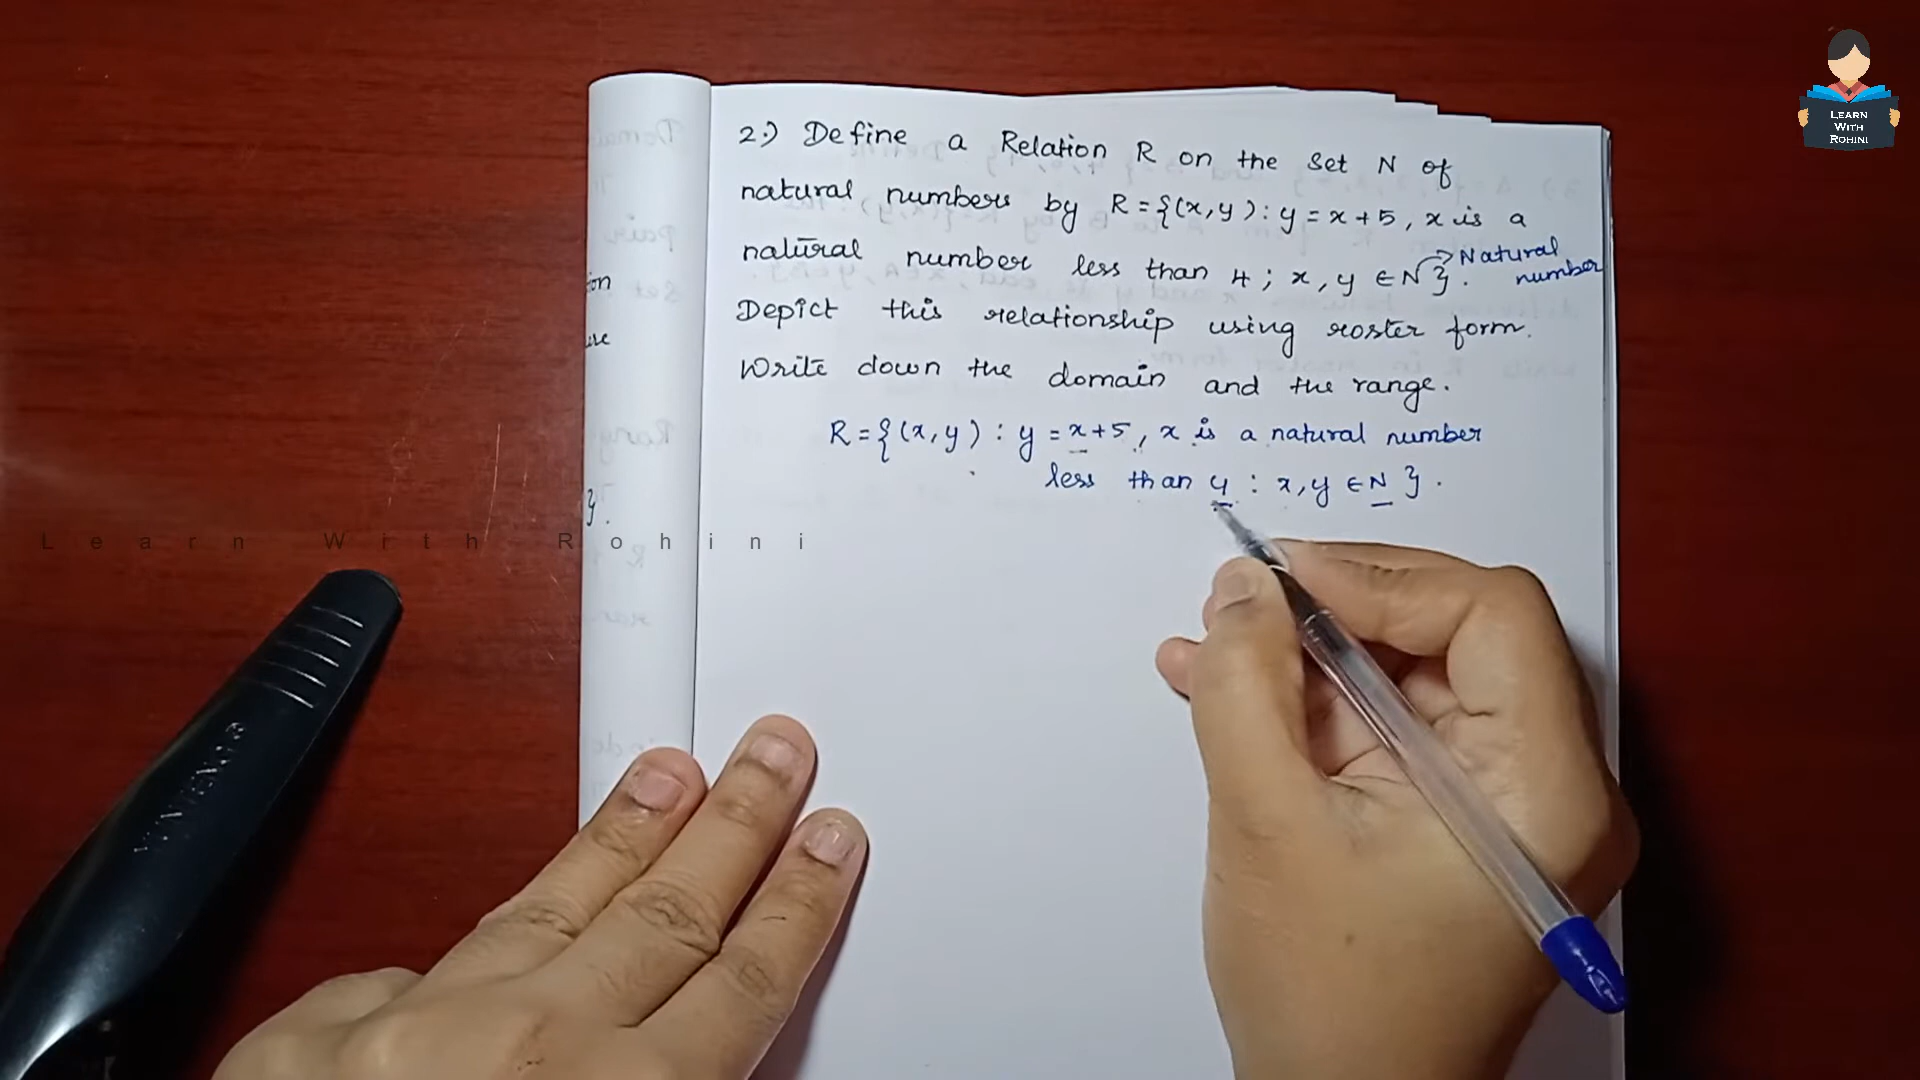 2.) Define a Relation R on the set N of
natural numbers by R = {(x, y) : y = x + 5, x is a
natural number less than 4 ; x, y ∈ N }. Natural
number
Depict this relationship using roster form.
Write down the domain and the range.
R = { (x, y ) : y = x + 5, x is a natural number
less than 4 : x, y ∈ N } .
}.
Learn With Rohini
LEARN
WITH
ROHINI